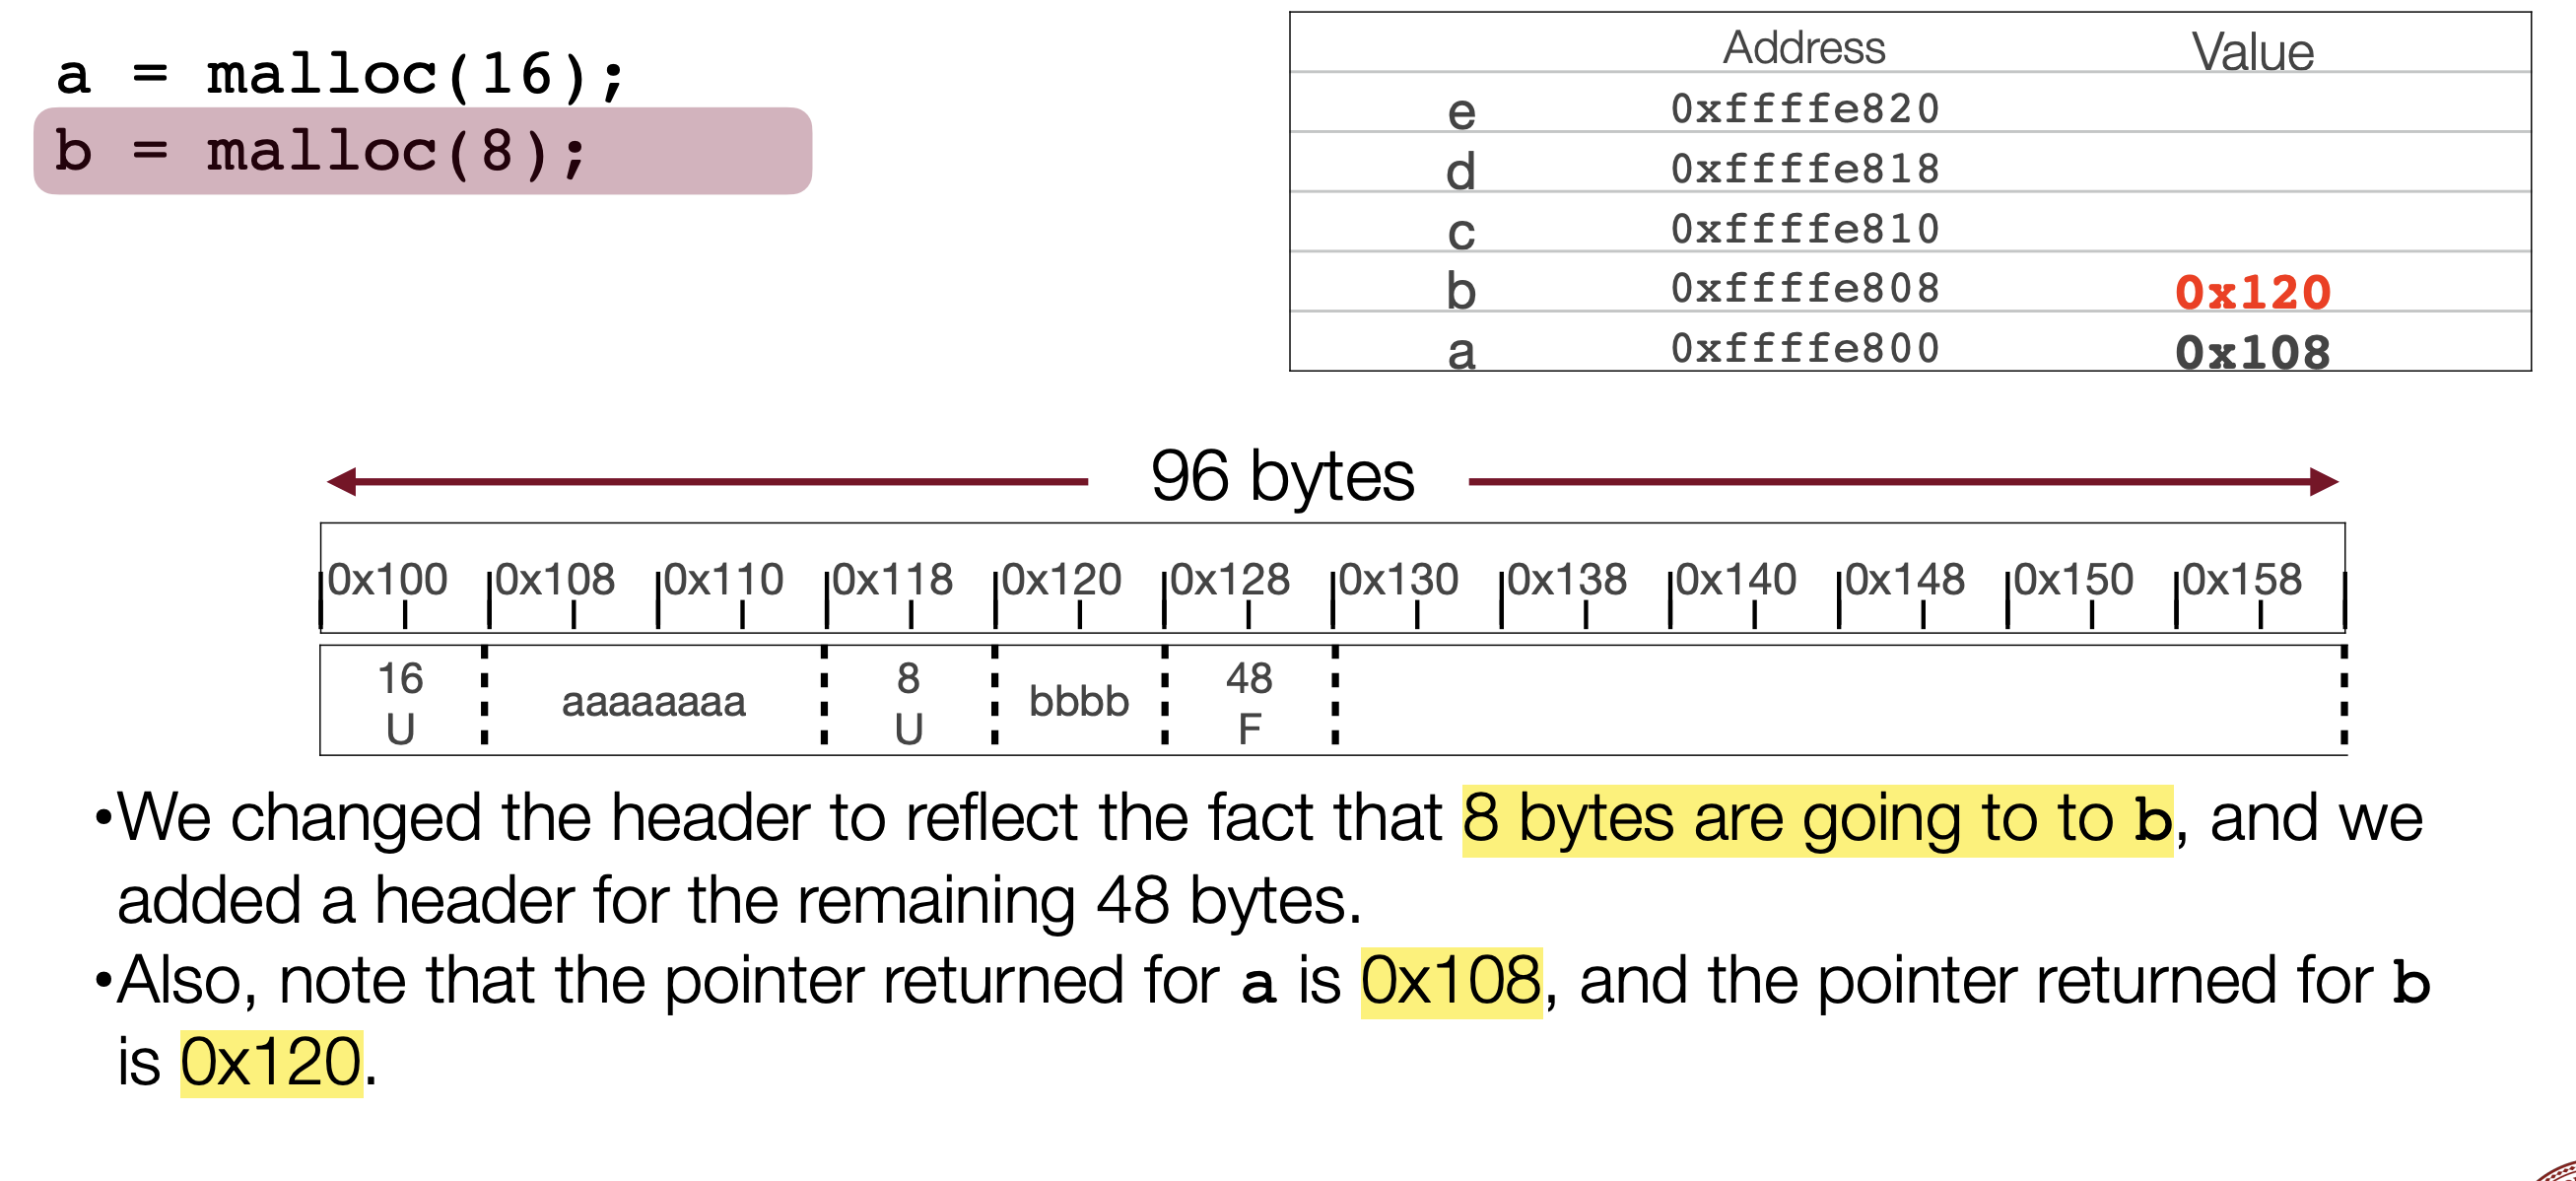 a = malloc(16);
b = malloc(8);
Address Value
e 0xffffe820
d 0xffffe818
c 0xffffe810
b 0xffffe808 0x120
a 0xffffe800 0x108
96 bytes
0x100 0x108 0x110 0x118 0x120 0x128 0x130 0x138 0x140 0x148 0x150 0x158
16 8 48
aaaaaaaa bbbb
U U F
•We changed the header to reflect the fact that 8 bytes are going to to b, and we
added a header for the remaining 48 bytes.
•Also, note that the pointer returned for a is 0x108, and the pointer returned for b
is 0x120.